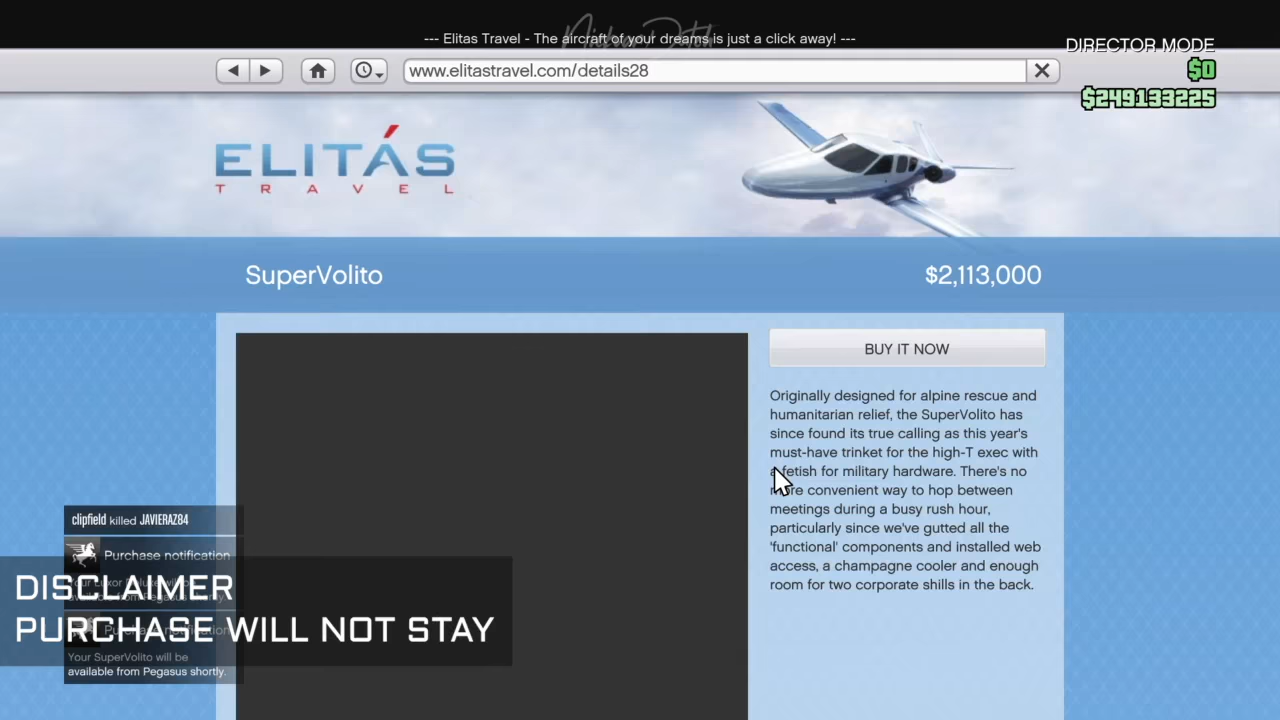 --- Elitas Travel - The aircraft of your dreams is just a click away! ---
DIRECTOR MODE
$0
$249133225
www.elitastravel.com/details28
ELITÁS
TRAVEL
SuperVolito
$2,113,000
BUY IT NOW
Originally designed for alpine rescue and
humanitarian relief, the SuperVolito has
since found its true calling as this year's
must-have trinket for the high-T exec with
a fetish for military hardware. There's no
more convenient way to hop between
meetings during a busy rush hour,
particularly since we've gutted all the
'functional' components and installed web
access, a champagne cooler and enough
room for two corporate shills in the back.
clipfield killed JAVIERAZ84
Purchase notification
DISCLAIMER
PURCHASE WILL NOT STAY
Purchase notification
Your SuperVolito will be
available from Pegasus shortly.